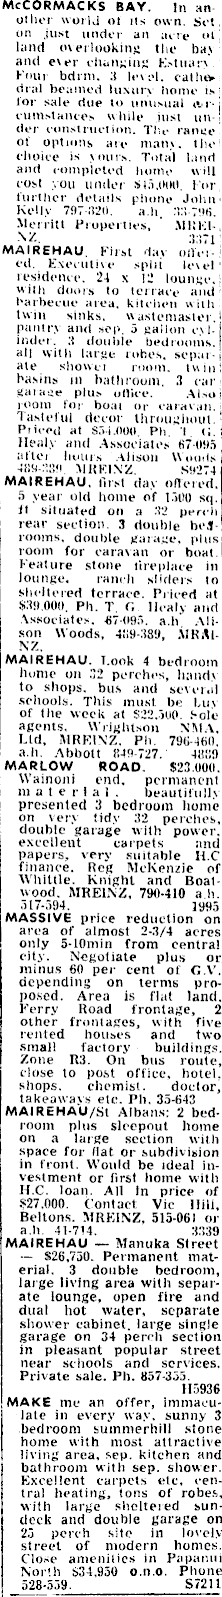 McCORMACKS BAY. In an-
other world of its own. Set
on just under an acre of
land overlooking the bay
and ever changing Estuary.
Four bdrm, 3 level, cathe-
dral beamed luxury home is
for sale due to unusual cir-
cumstances while just un-
der construction. The range
of options are many, the
choice is yours. Total land
and completed home will
cost you under $45,000. For
further details phone John
Kelly 797-820. a.h. 33-796.
Merritt Properties, MREI-
NZ. 3371
MAIREHAU. First day offer-
ed. Executive split level
residence, 24 x 12 lounge,
with doors to terrace and
barbecue area, kitchen with
twin sinks, wastemaster,
pantry and sep. 5 gallon cyl-
inder. 3 double bedrooms,
all with large robes, separ-
ate shower room, twin
basins in bathroom, 3 car
garage plus office. Also
room for boat or caravan.
Tasteful decor throughout.
Priced at $54,000. Ph. T. G.
Healy and Associates 67-095
after hours Alison Woods
489-389, MREINZ. S9274
MAIREHAU, first day offered,
5 year old home of 1500 sq.
ft situated on a 32 perch
rear section. 3 double bed-
rooms, double garage, plus
room for caravan or boat.
Feature stone fireplace in
lounge, ranch sliders to
sheltered terrace. Priced at
$39,000. Ph. T. G. Healy and
Associates, 67-095, a.h. Ali-
son Woods, 489-389, MREI-
NZ.
MAIREHAU. Look 4 bedroom
home on 32 perches, handy
to shops, bus and several
schools. This must be buy
of the week at $22,500. Sole
agents, Wrightson NMA,
Ltd, MREINZ, Ph. 796-460,
a.h. Abbott 849-727. 4889
MARLOW ROAD. $23,000.
Wainoni end, permanent
material, beautifully
presented 3 bedroom home
on very tidy 32 perches,
double garage with power,
excellent carpets and
papers, very suitable H.C
finance. Reg McKenzie of
Whittle, Knight and Boat-
wood, MREINZ, 790-410 a.h.
517-594. 1995
MASSIVE price reduction on
area of almost 2-3/4 acres
only 5-10min from central
city. Negotiate plus or
minus 60 per cent of G.V.
depending on terms pro-
posed. Area is flat land,
Ferry Road frontage, 2
other frontages, with five
rented houses and two
small factory buildings.
Zone R3. On bus route,
close to post office, hotel,
shops, chemist, doctor,
takeaways etc. Ph. 35-643
MAIREHAU/St Albans: 2 bed-
room plus sleepout home
on a large section with
space for flat or subdivision
in front. Would be ideal in-
vestment or first home with
H.C. loan. All in price of
$27,000. Contact Vic Hill,
Beltons. MREINZ, 515-061 or
a.h. 41-714. 3339
MAIREHAU — Manuka Street
— $26,750. Permanent mat-
erial, 3 double bedroom,
large living area with separ-
ate lounge, open fire and
dual hot water, separate
shower cabinet, large single
garage on 34 perch section
in pleasant popular street
near schools and services.
Private sale. Ph. 857-355.
H5936
MAKE me an offer, immacu-
late in every way, sunny 3
bedroom summerhill stone
home with most attractive
living area, sep. kitchen and
bathroom with sep. shower.
Excellent carpets etc, cen-
tral heating, tons of robes,
with large sheltered sun-
deck and double garage on
25 perch site in lovely
street of modern homes.
Close amenities in Papanui
North $34,950 o.n.o. Phone
528-559. S7211